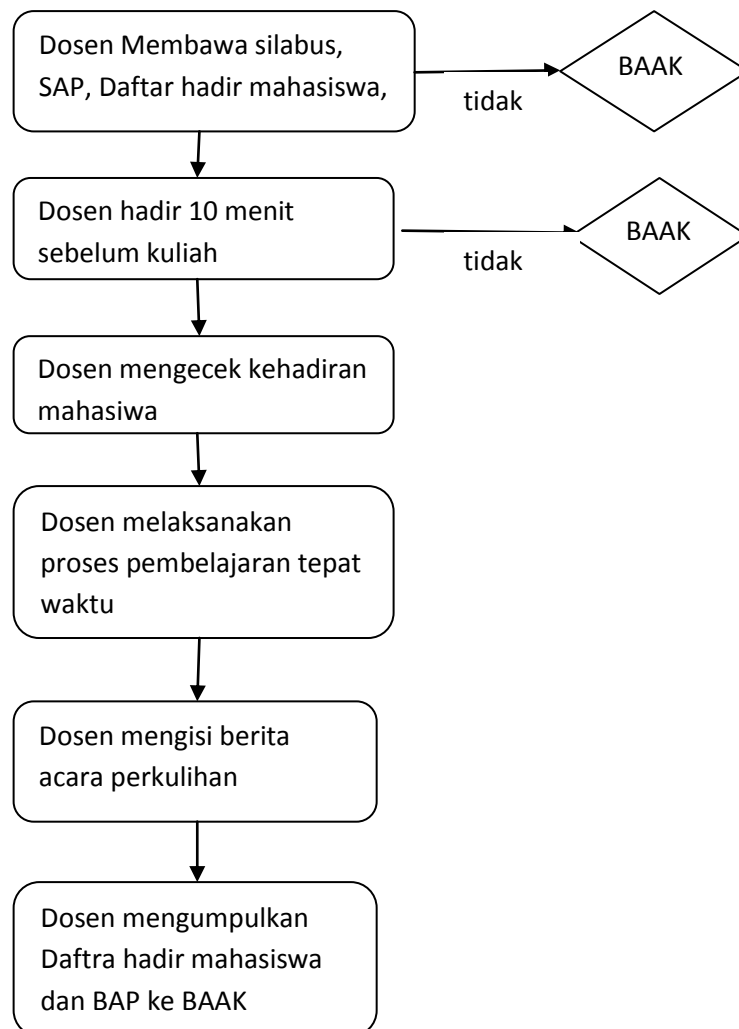 Dosen Membawa silabus,
SAP, Daftar hadir mahasiswa,
BAAK
tidak
Dosen hadir 10 menit
sebelum kuliah
BAAK
tidak
Dosen mengecek kehadiran
mahasiwa
Dosen melaksanakan
proses pembelajaran tepat
waktu
Dosen mengisi berita
acara perkulihan
Dosen mengumpulkan
Daftra hadir mahasiswa
dan BAP ke BAAK